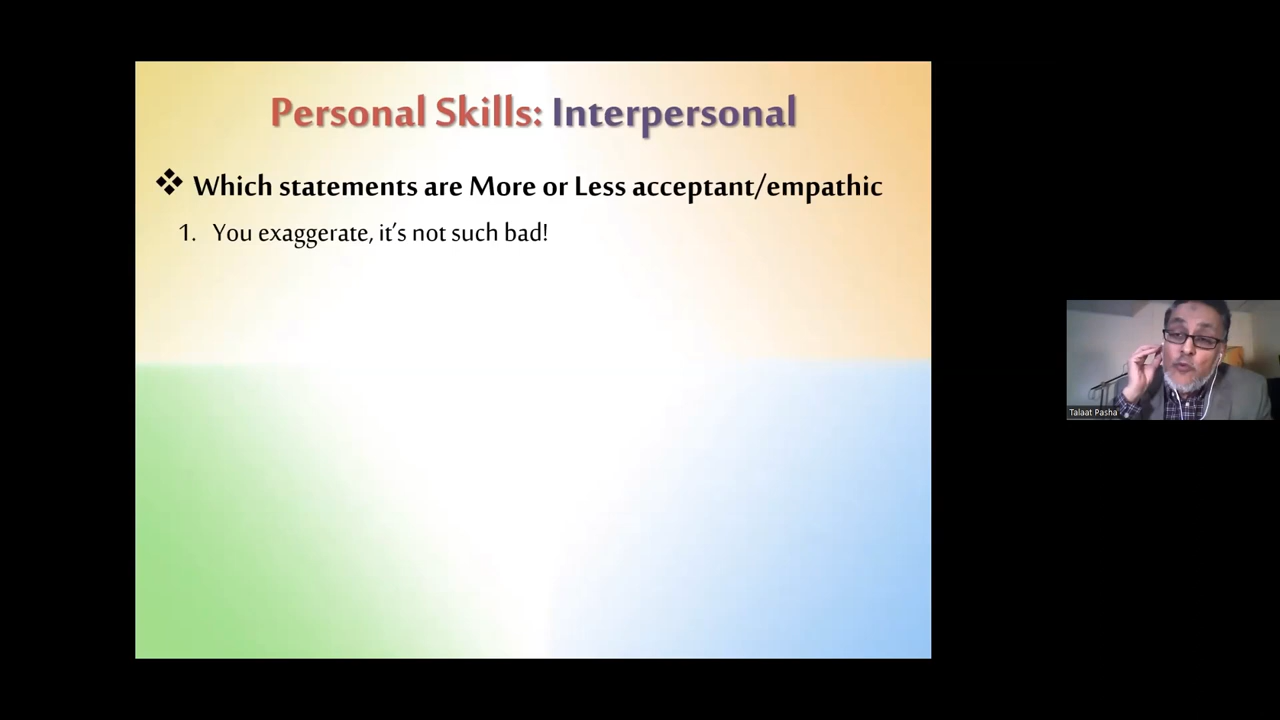 Personal Skills: Interpersonal
❖ Which statements are More or Less acceptant/empathic
1. You exaggerate, it's not such bad!
Talaat Pasha